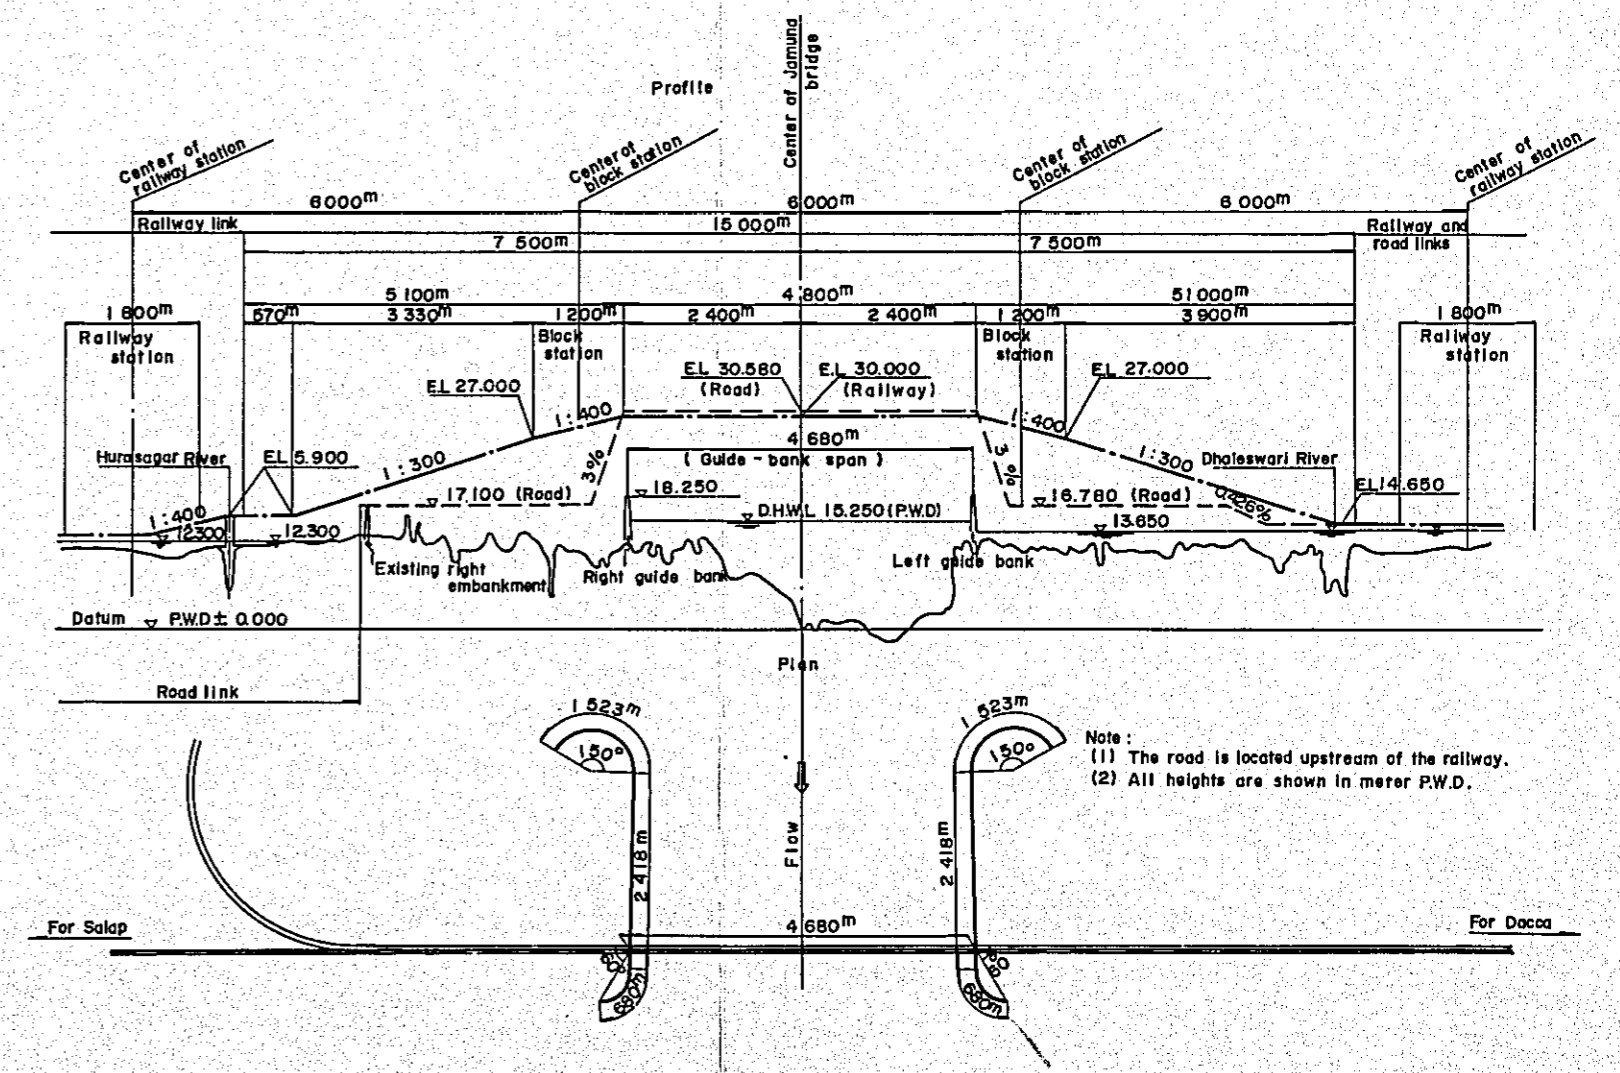 Profile
Center of Jamuna
bridge
Center of
railway station
Center of
block station
Center of
block station
Center of
railway station
6000m
6000m
6 000m
Railway link
15 000m
Railway and
road links
7 500m
7 500m
5 100m
4 800m
51000m
1 800m
570m
3 330m
1 200m
2 400m
2 400m
1 200m
3 900m
1 800m
Railway
station
Block
station
Block
station
Railway
station
E.L 27.000
E.L 30.580
(Road)
E.L 30.000
(Railway)
E.L 27.000
1:400
1:400
4 680m
( Guide - bank span )
Hurasagar River
E.L 15.900
1:300
3%
3%
1:300
Dhaleswari River
17.100 (Road)
18.250
16.780 (Road)
0.226%
E.L 14.650
1:400
12.300
12.300
D.H.W.L 15.250 (P.W.D)
13.650
Existing right
embankment
Right guide bank
Left guide bank
Datum
P.W.D ± 0.000
Plan
Road link
1 523m
150°
1 523m
150°
Note :
(1) The road is located upstream of the railway.
(2) All heights are shown in meter P.W.D.
2 418m
Flow
2 418m
For Salap
4 680m
For Dacca
60°
680m
680m